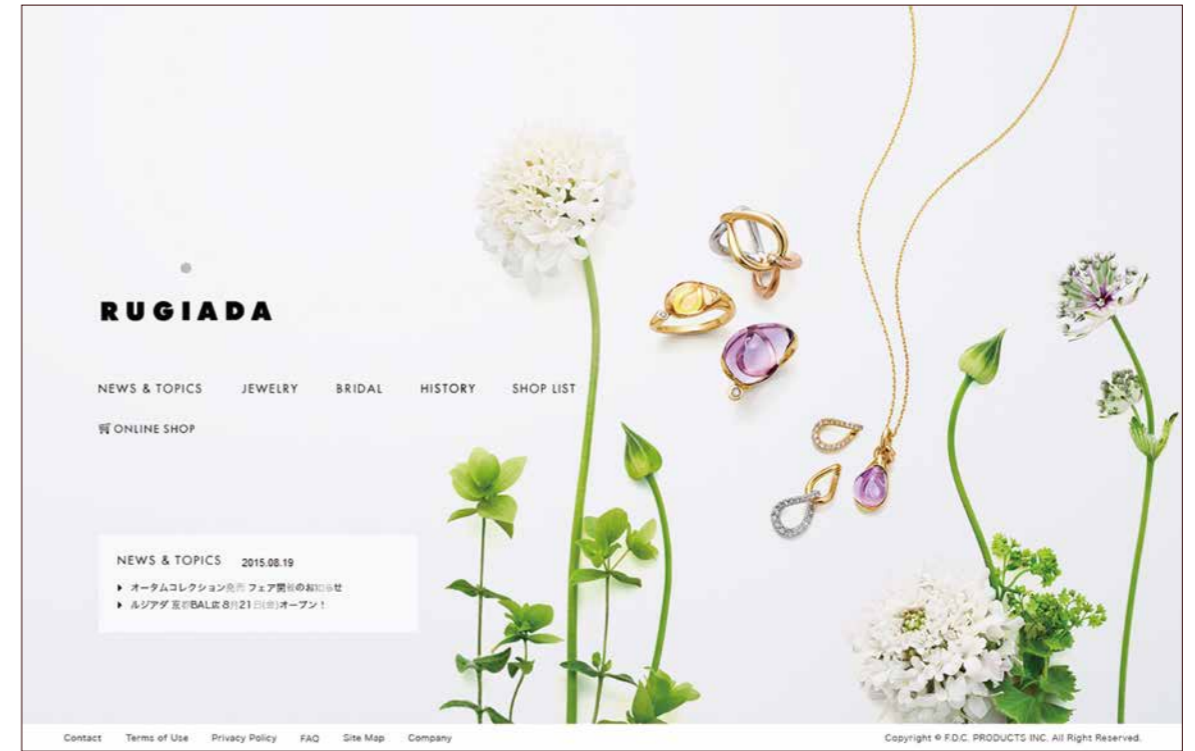 RUGIADA
NEWS & TOPICS JEWELRY BRIDAL HISTORY SHOP LIST
ONLINE SHOP
NEWS & TOPICS 2015.08.19
オータムコレクション発売 フェア開催のお知らせ
ルジアダ 京都BAL店 8月21日(金)オープン！
Contact Terms of Use Privacy Policy FAQ Site Map Company
Copyright © F.D.C. PRODUCTS INC. All Right Reserved.